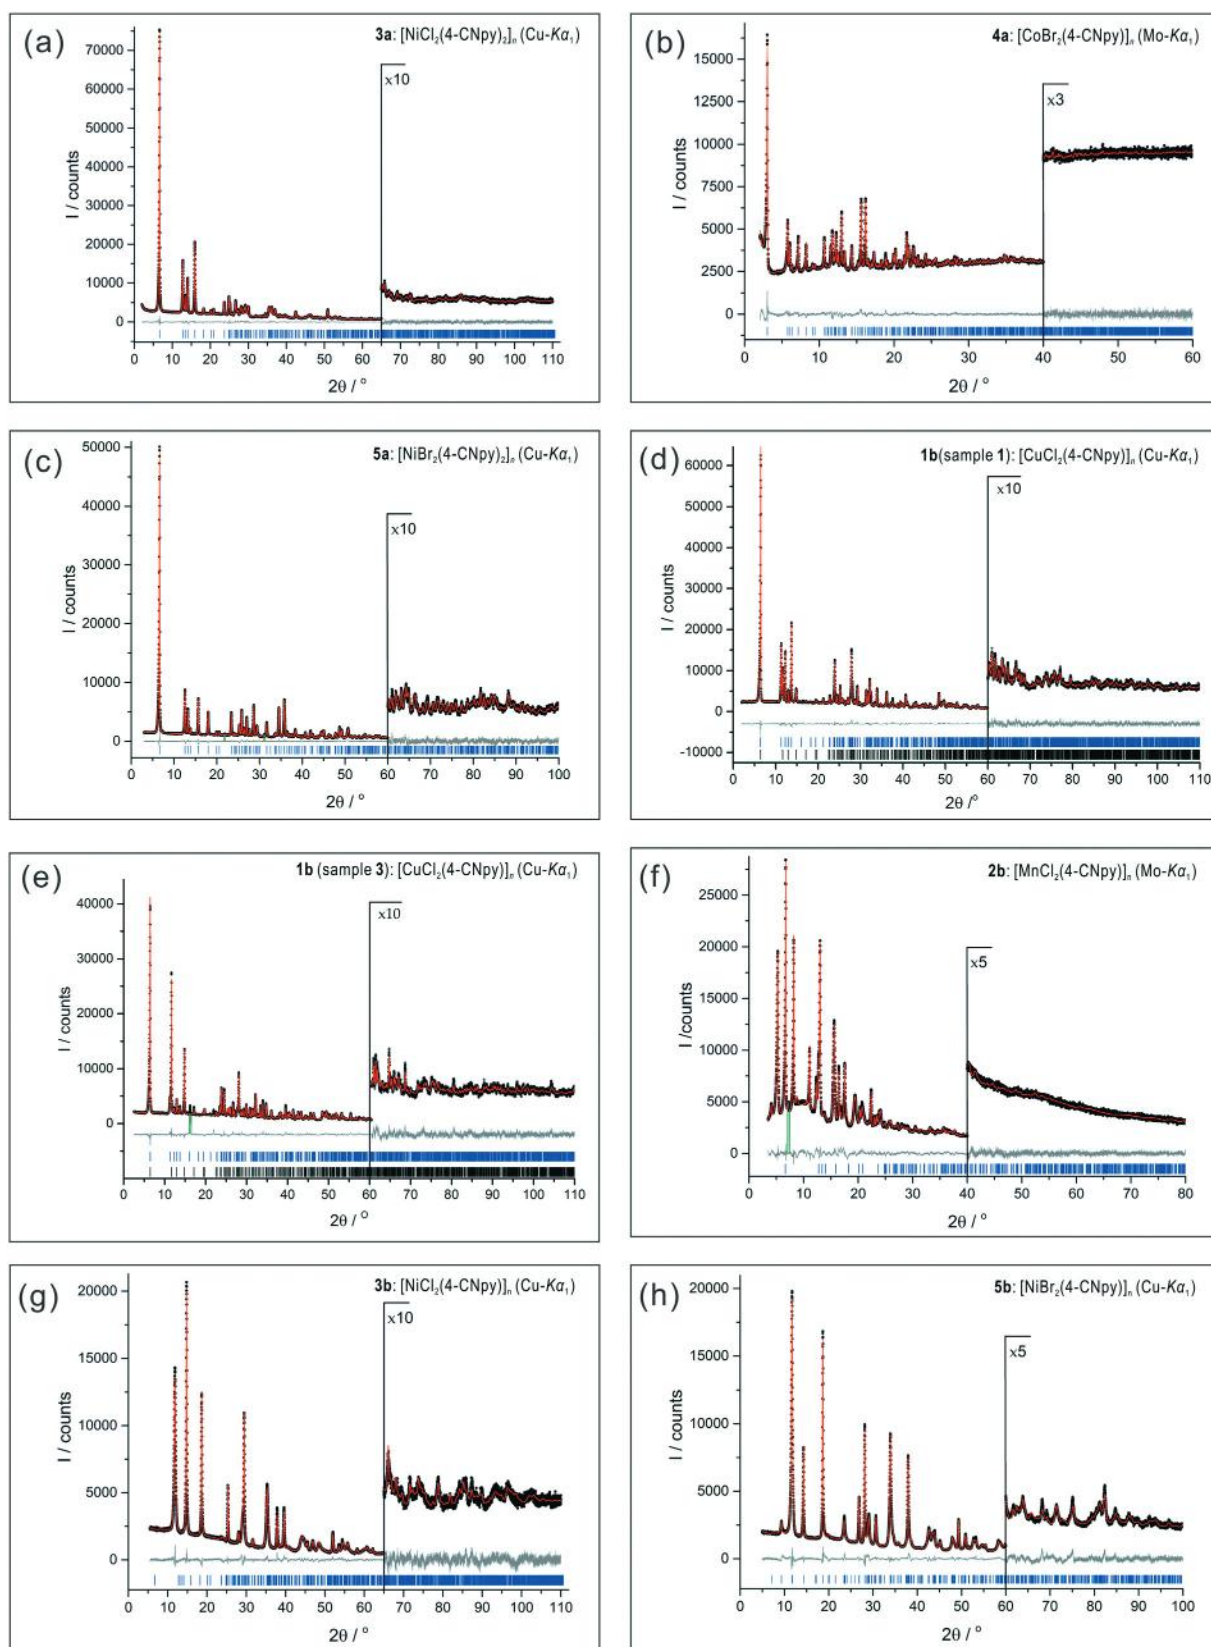 (a)
3a: [NiCl₂(4-CNpy)₂]ₙ (Cu-Kα₁)
x10
70000
60000
50000
40000
30000
20000
10000
0
I / counts
0 10 20 30 40 50 60 70 80 90 100 110
2θ / °
(b)
4a: [CoBr₂(4-CNpy)]ₙ (Mo-Kα₁)
x3
15000
12500
10000
7500
5000
2500
0
I / counts
0 10 20 30 40 50 60
2θ / °
(c)
5a: [NiBr₂(4-CNpy)₂]ₙ (Cu-Kα₁)
x10
50000
40000
30000
20000
10000
0
I / counts
0 10 20 30 40 50 60 70 80 90 100
2θ / °
(d)
1b(sample 1): [CuCl₂(4-CNpy)]ₙ (Cu-Kα₁)
x10
60000
50000
40000
30000
20000
10000
0
-10000
I / counts
0 10 20 30 40 50 60 70 80 90 100 110
2θ / °
(e)
1b (sample 3): [CuCl₂(4-CNpy)]ₙ (Cu-Kα₁)
x10
40000
30000
20000
10000
0
I / counts
0 10 20 30 40 50 60 70 80 90 100 110
2θ / °
(f)
2b: [MnCl₂(4-CNpy)]ₙ (Mo-Kα₁)
x5
25000
20000
15000
10000
5000
0
I /counts
0 10 20 30 40 50 60 70 80
2θ / °
(g)
3b: [NiCl₂(4-CNpy)]ₙ (Cu-Kα₁)
x10
20000
15000
10000
5000
0
I / counts
0 10 20 30 40 50 60 70 80 90 100 110
2θ / °
(h)
5b: [NiBr₂(4-CNpy)]ₙ (Cu-Kα₁)
x5
20000
15000
10000
5000
0
I / counts
0 10 20 30 40 50 60 70 80 90 100
2θ / °